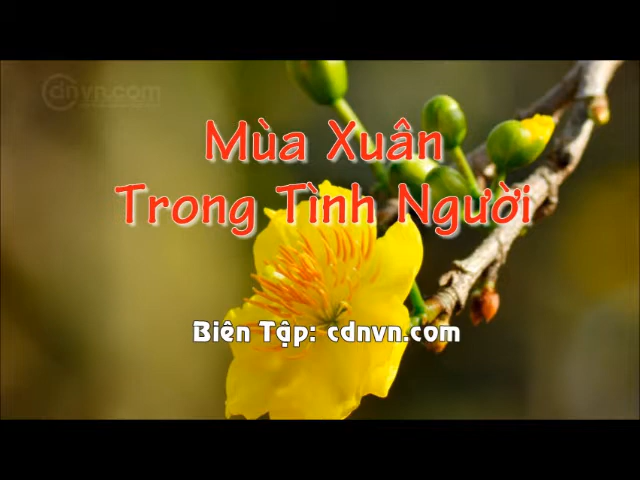 cdnvn.com
Mùa Xuân
Trong Tình Người
Biên Tập: cdnvn.com